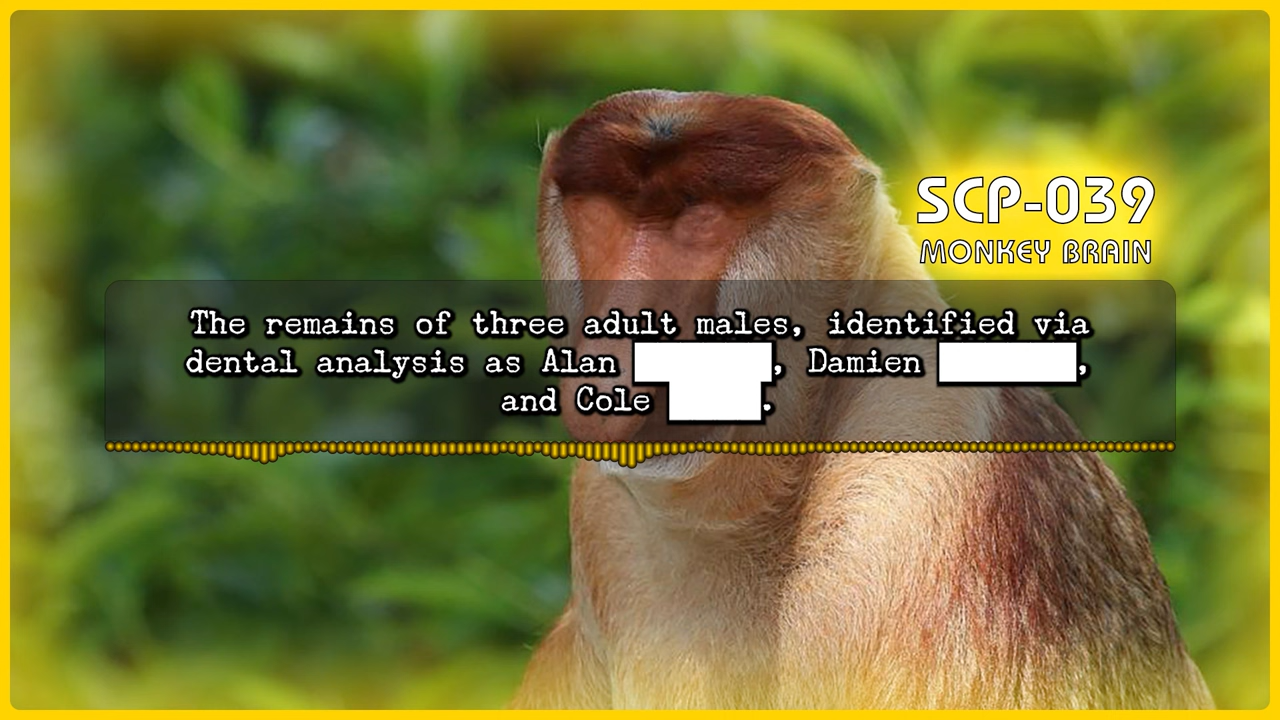 SCP-039
MONKEY BRAIN
The remains of three adult males, identified via
dental analysis as Alan , Damien ,
and Cole .